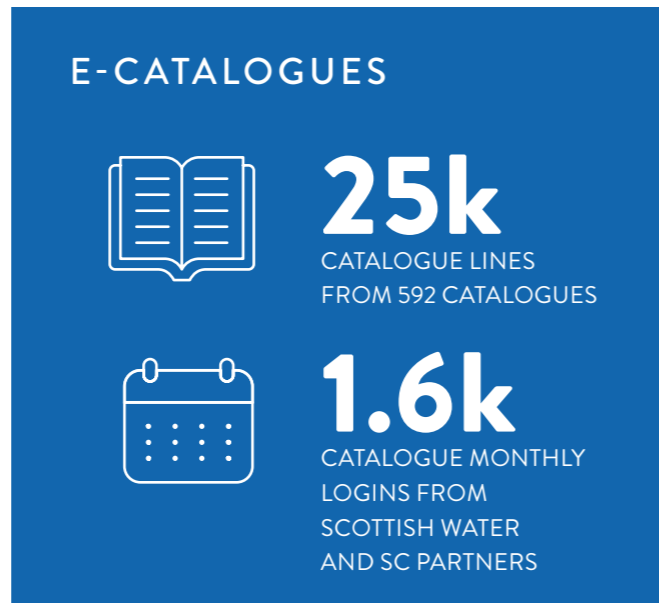 E-CATALOGUES
25k
CATALOGUE LINES
FROM 592 CATALOGUES
1.6k
CATALOGUE MONTHLY
LOGINS FROM
SCOTTISH WATER
AND SC PARTNERS